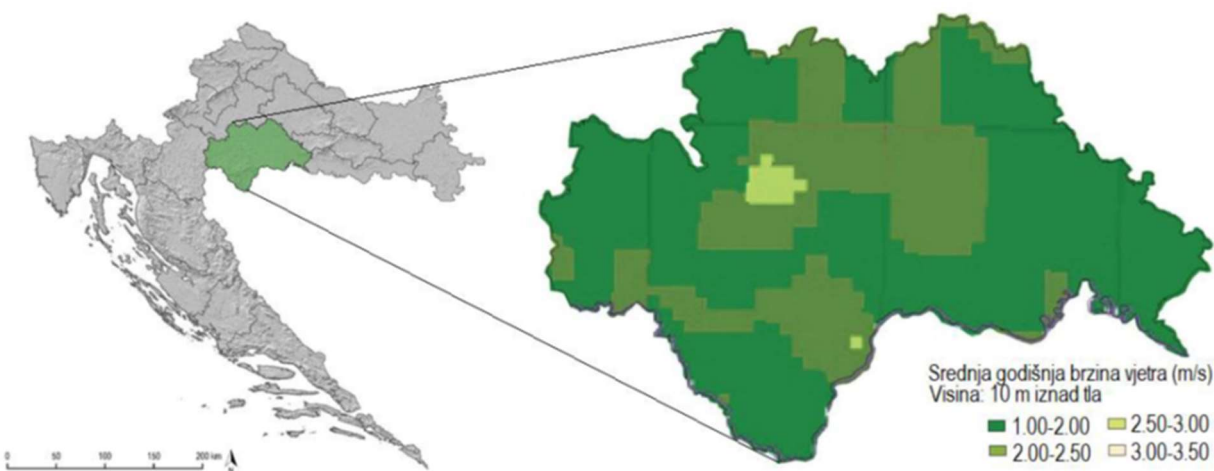 Srednja godišnja brzina vjetra (m/s)
Visina: 10 m iznad tla
1.00-2.00 2.50-3.00
2.00-2.50 3.00-3.50
0 50 100 150 200 km